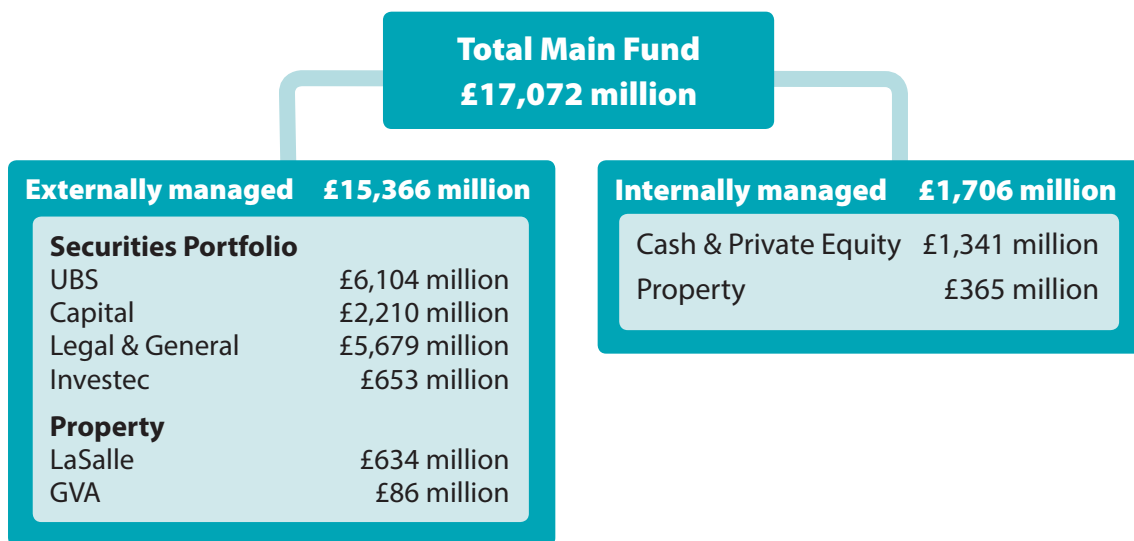 Total Main Fund
£17,072 million
Externally managed £15,366 million
Securities Portfolio
UBS £6,104 million
Capital £2,210 million
Legal & General £5,679 million
Investec £653 million
Property
LaSalle £634 million
GVA £86 million
Internally managed £1,706 million
Cash & Private Equity £1,341 million
Property £365 million